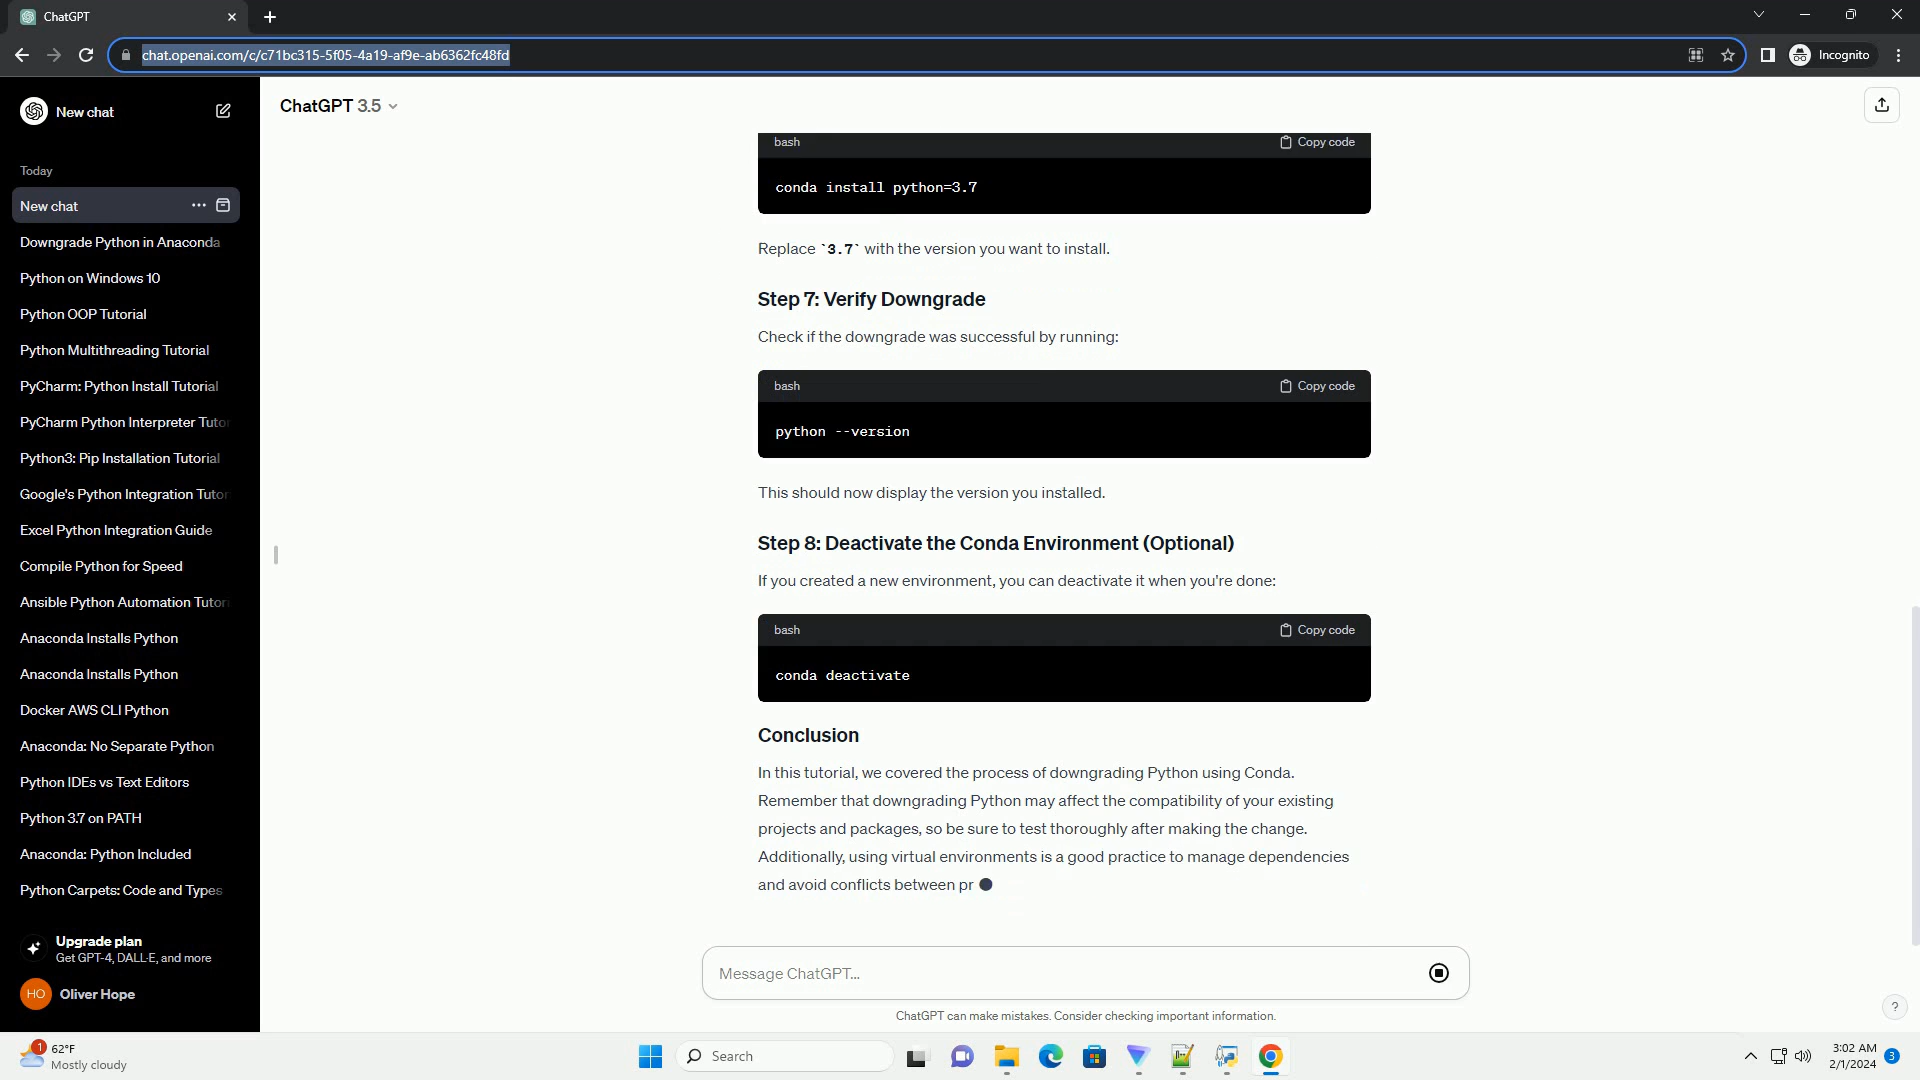 ChatGPT
chat.openai.com/c/c71bc315-5f05-4a19-af9e-ab6362fc48fd
Incognito
New chat
Today
New chat
Downgrade Python in Anaconda
Python on Windows 10
Python OOP Tutorial
Python Multithreading Tutorial
PyCharm: Python Install Tutorial
PyCharm Python Interpreter Tutor
Python3: Pip Installation Tutorial
Google's Python Integration Tutor
Excel Python Integration Guide
Compile Python for Speed
Ansible Python Automation Tutori
Anaconda Installs Python
Anaconda Installs Python
Docker AWS CLI Python
Anaconda: No Separate Python
Python IDEs vs Text Editors
Python 3.7 on PATH
Anaconda: Python Included
Python Carpets: Code and Types
Upgrade plan
Get GPT-4, DALL·E, and more
HO
Oliver Hope
ChatGPT 3.5
bash
Copy code
conda install python=3.7
Replace `3.7` with the version you want to install.
Step 7: Verify Downgrade
Check if the downgrade was successful by running:
bash
Copy code
python --version
This should now display the version you installed.
Step 8: Deactivate the Conda Environment (Optional)
If you created a new environment, you can deactivate it when you're done:
bash
Copy code
conda deactivate
Conclusion
In this tutorial, we covered the process of downgrading Python using Conda.
Remember that downgrading Python may affect the compatibility of your existing
projects and packages, so be sure to test thoroughly after making the change.
Additionally, using virtual environments is a good practice to manage dependencies
and avoid conflicts between pr
Message ChatGPT...
ChatGPT can make mistakes. Consider checking important information.
?
1
62°F
Mostly cloudy
Search
3:02 AM
2/1/2024
3